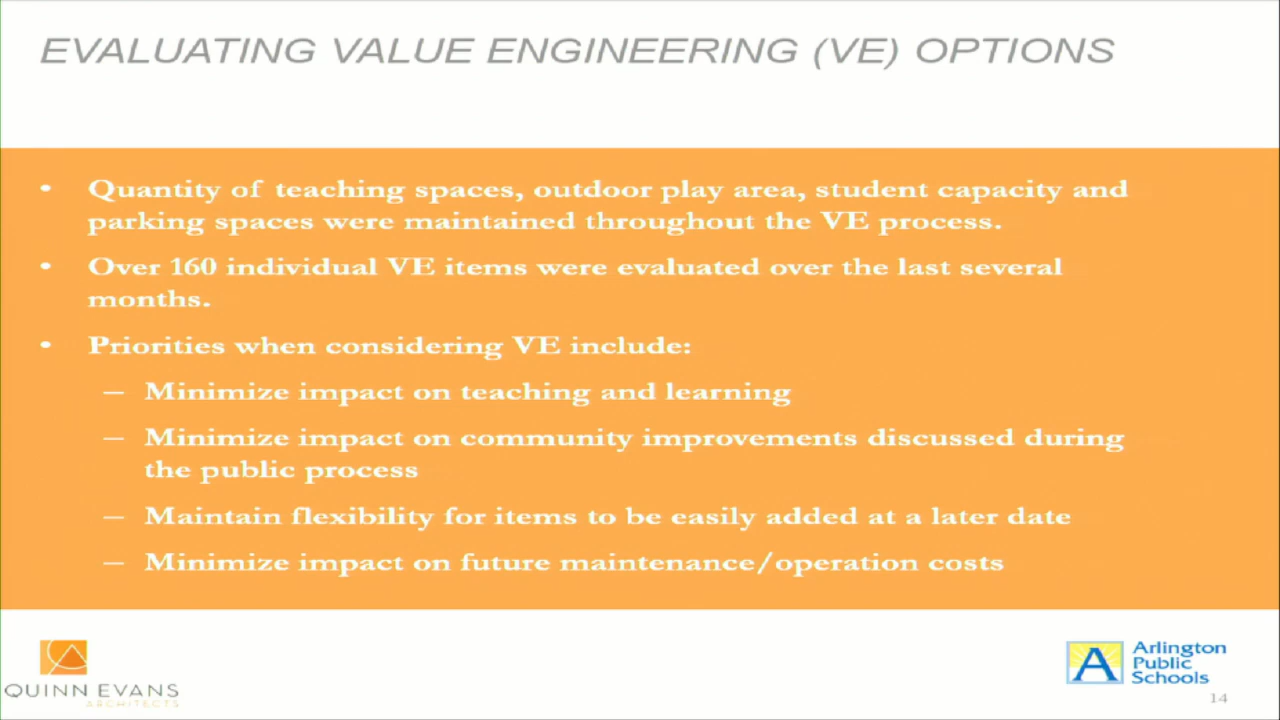 EVALUATING VALUE ENGINEERING (VE) OPTIONS
• Quantity of teaching spaces, outdoor play area, student capacity and
parking spaces were maintained throughout the VE process.
• Over 160 individual VE items were evaluated over the last several
months.
• Priorities when considering VE include:
– Minimize impact on teaching and learning
– Minimize impact on community improvements discussed during
the public process
– Maintain flexibility for items to be easily added at a later date
– Minimize impact on future maintenance/operation costs
QUINN EVANS
ARCHITECTS
A
Arlington
Public
Schools
14